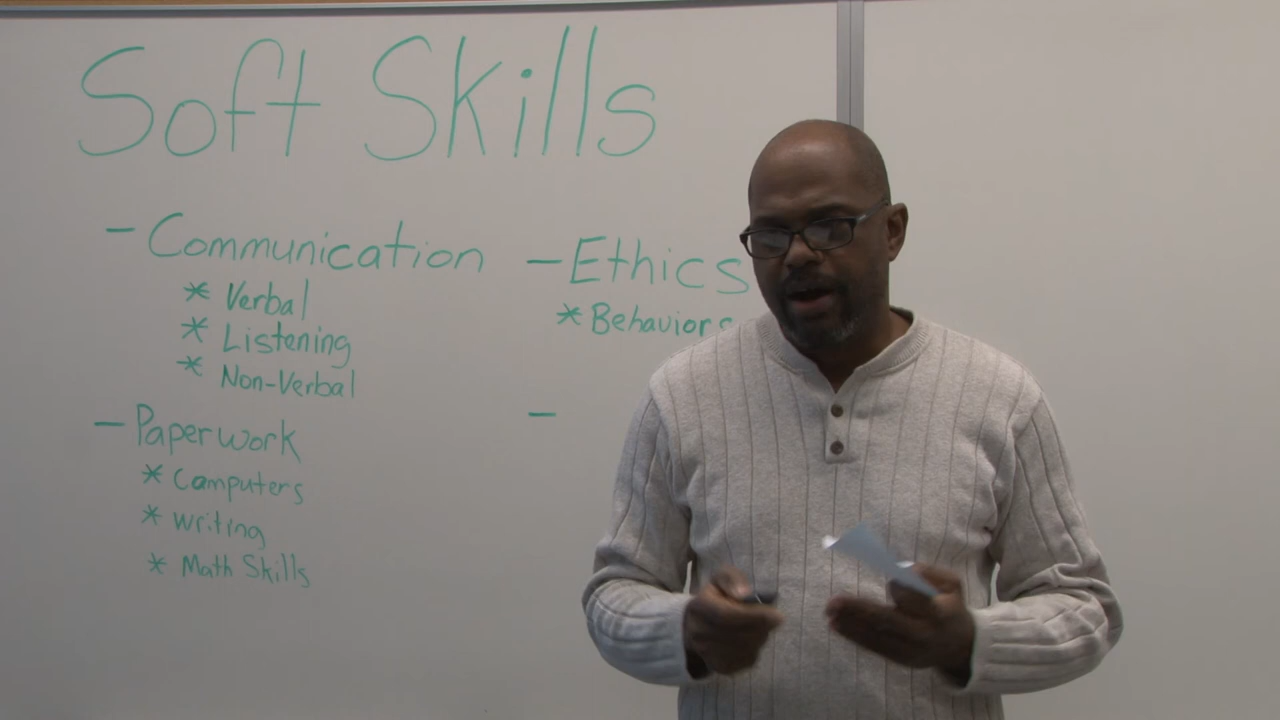 Soft Skills
- Communication
* Verbal
* Listening
* Non-Verbal
- Paperwork
* Computers
* writing
* Math Skills
- Ethics
* Behaviors
-